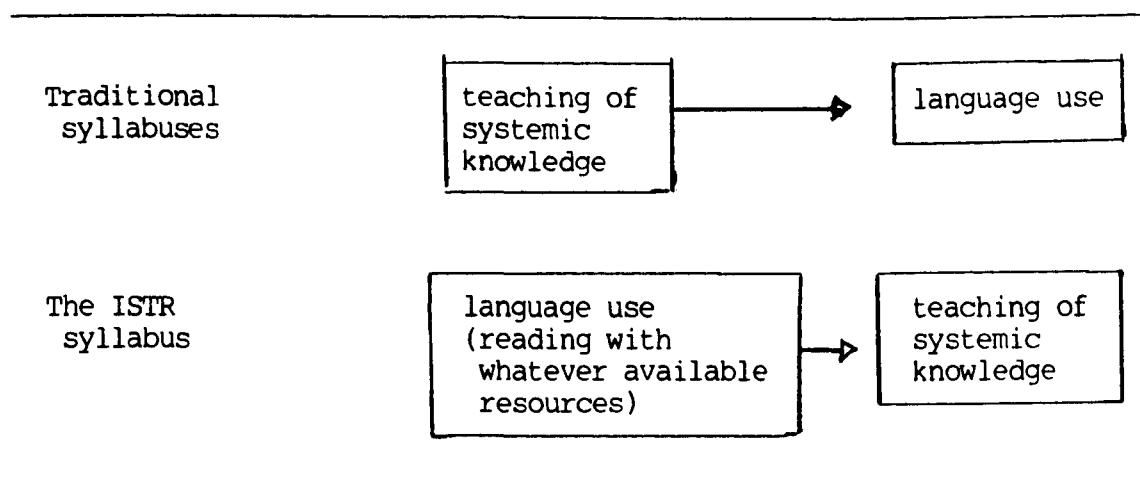 Traditional
syllabuses
teaching of
systemic
knowledge
language use
The ISTR
syllabus
language use
(reading with
whatever available
resources)
teaching of
systemic
knowledge